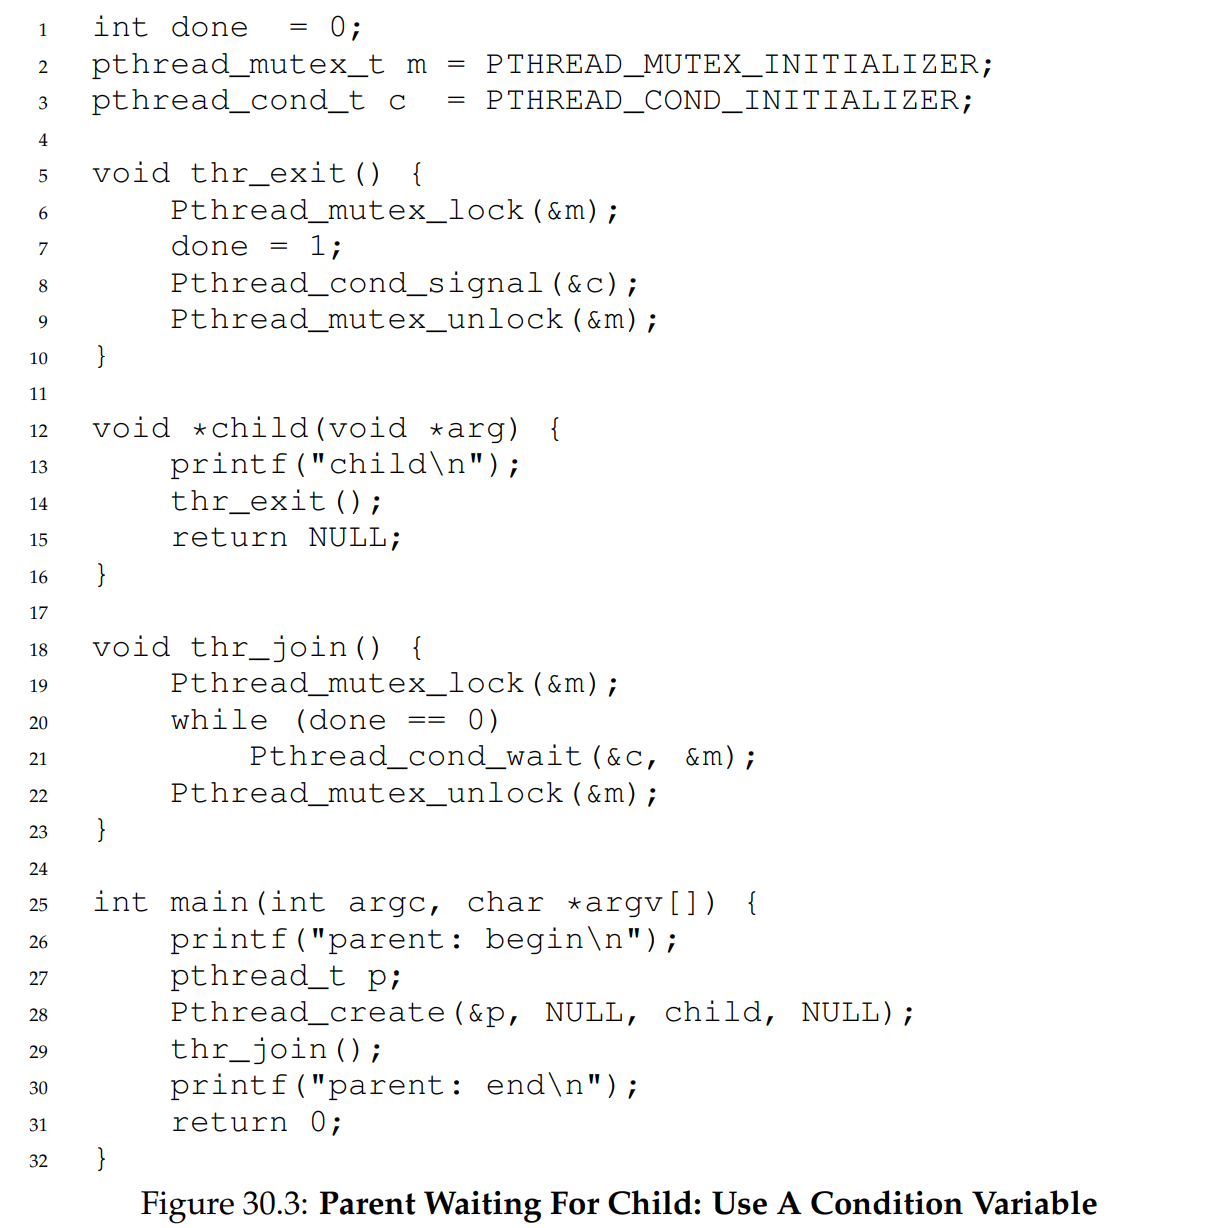 1 int done  = 0;
2 pthread_mutex_t m = PTHREAD_MUTEX_INITIALIZER;
3 pthread_cond_t c  = PTHREAD_COND_INITIALIZER;
4
5 void thr_exit() {
6     Pthread_mutex_lock(&m);
7     done = 1;
8     Pthread_cond_signal(&c);
9     Pthread_mutex_unlock(&m);
10 }
11
12 void *child(void *arg) {
13     printf("child\n");
14     thr_exit();
15     return NULL;
16 }
17
18 void thr_join() {
19     Pthread_mutex_lock(&m);
20     while (done == 0)
21         Pthread_cond_wait(&c, &m);
22     Pthread_mutex_unlock(&m);
23 }
24
25 int main(int argc, char *argv[]) {
26     printf("parent: begin\n");
27     pthread_t p;
28     Pthread_create(&p, NULL, child, NULL);
29     thr_join();
30     printf("parent: end\n");
31     return 0;
32 }
Figure 30.3: Parent Waiting For Child: Use A Condition Variable